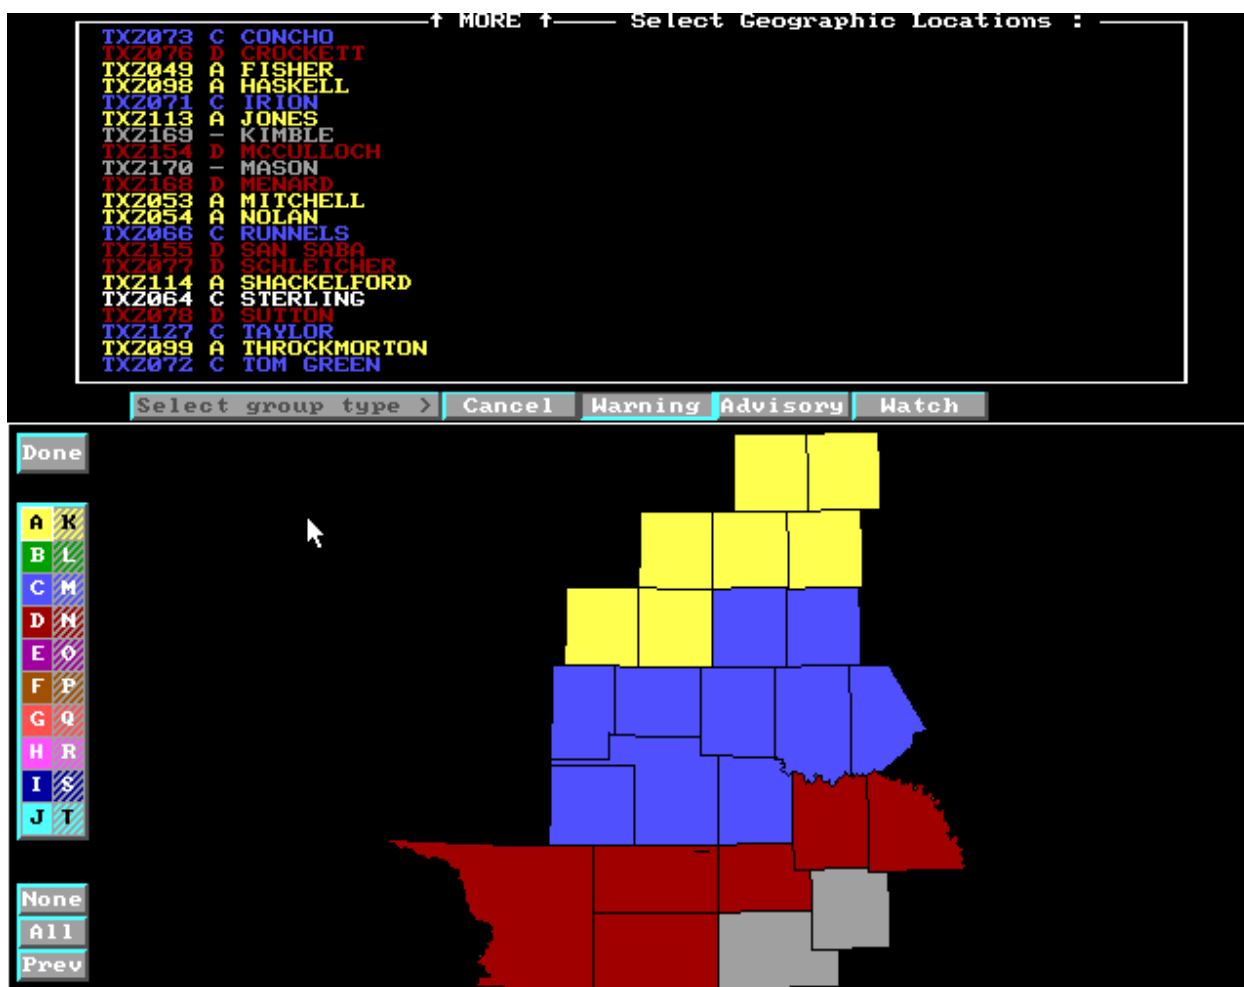 ↑ MORE ↑ Select Geographic Locations :
TXZ073 C CONCHO
TXZ076 D CROCKETT
TXZ049 A FISHER
TXZ098 A HASKELL
TXZ071 C IRION
TXZ113 A JONES
TXZ169 - KIMBLE
TXZ154 D MCCULLOCH
TXZ170 - MASON
TXZ168 D MENARD
TXZ053 A MITCHELL
TXZ054 A NOLAN
TXZ066 C RUNNELS
TXZ155 D SAN SABA
TXZ077 D SCHLEICHER
TXZ114 A SHACKELFORD
TXZ064 C STERLING
TXZ078 D SUTTON
TXZ127 C TAYLOR
TXZ099 A THROCKMORTON
TXZ072 C TOM GREEN
Select group type > Cancel Warning Advisory Watch
Done
A K
B L
C M
D N
E O
F P
G Q
H R
I S
J T
None
All
Prev